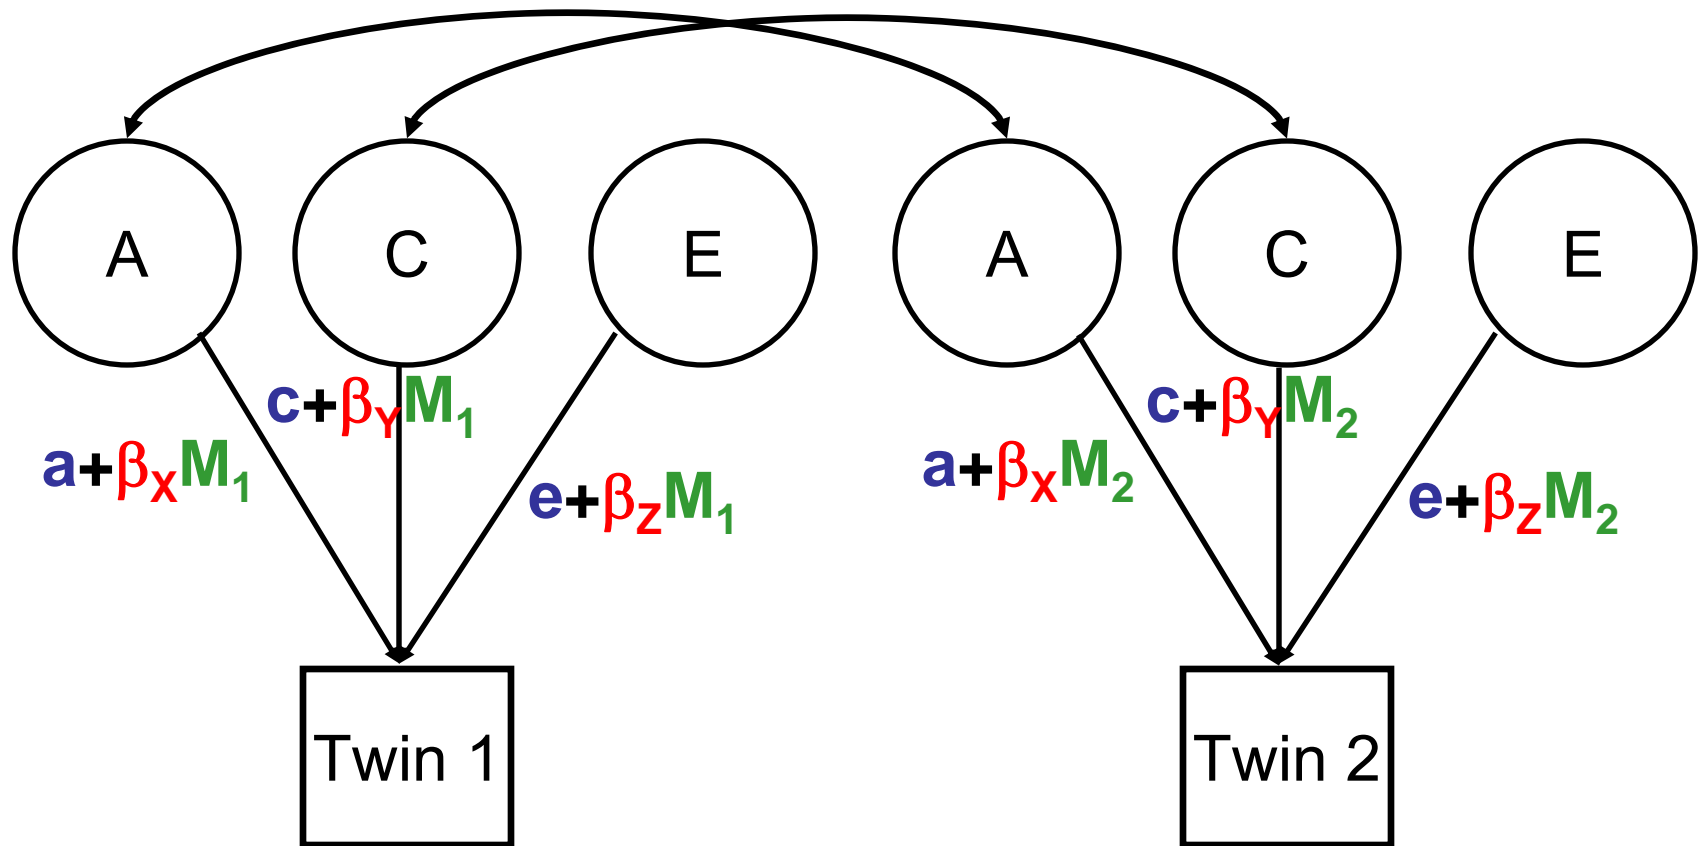 A C E A C E
c+βYM1 c+βYM2
a+βXM1 a+βXM2
e+βZM1 e+βZM2
Twin 1 Twin 2